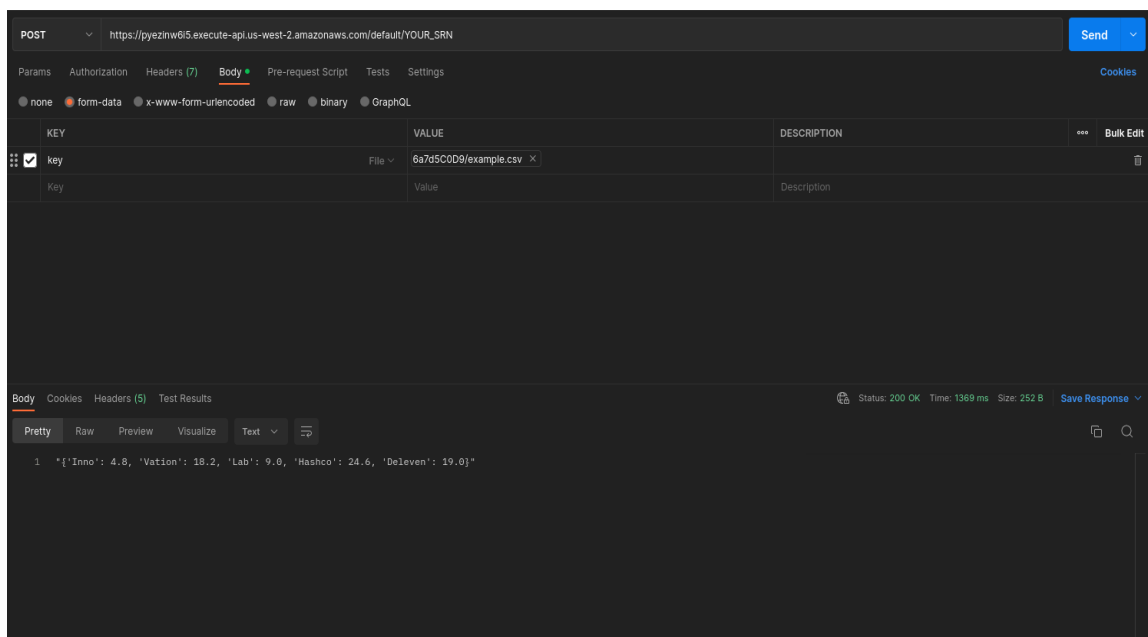 POST https://pyezinw6i5.execute-api.us-west-2.amazonaws.com/default/YOUR_SRN Send
Params Authorization Headers (7) Body Pre-request Script Tests Settings Cookies
none form-data x-www-form-urlencoded raw binary GraphQL
KEY VALUE DESCRIPTION Bulk Edit
key File 6a7d5C0D9/example.csv
Key Value Description
Body Cookies Headers (5) Test Results Status: 200 OK Time: 1369 ms Size: 252 B Save Response
Pretty Raw Preview Visualize Text
1 "{'Inno': 4.8, 'Vation': 18.2, 'Lab': 9.0, 'Hashco': 24.6, 'Deleven': 19.0}"